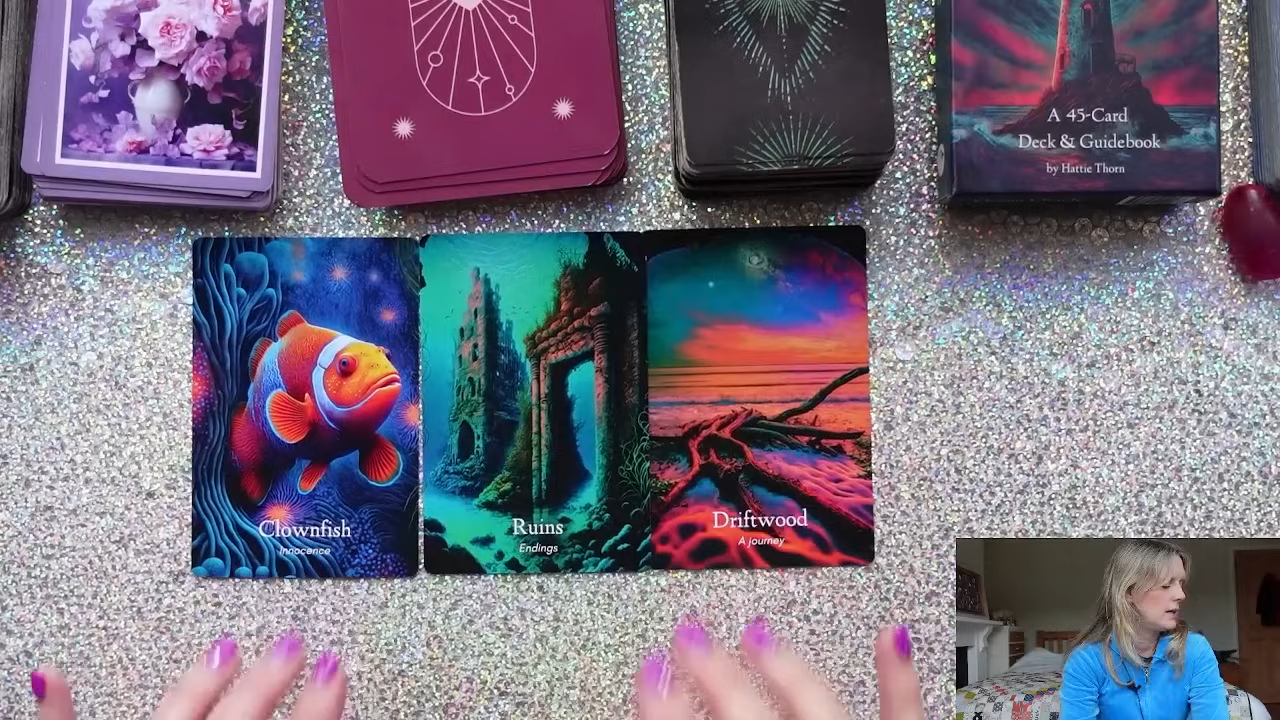 A 45-Card
Deck & Guidebook
by Hattie Thorn
Clownfish
Innocence
Ruins
Endings
Driftwood
A journey